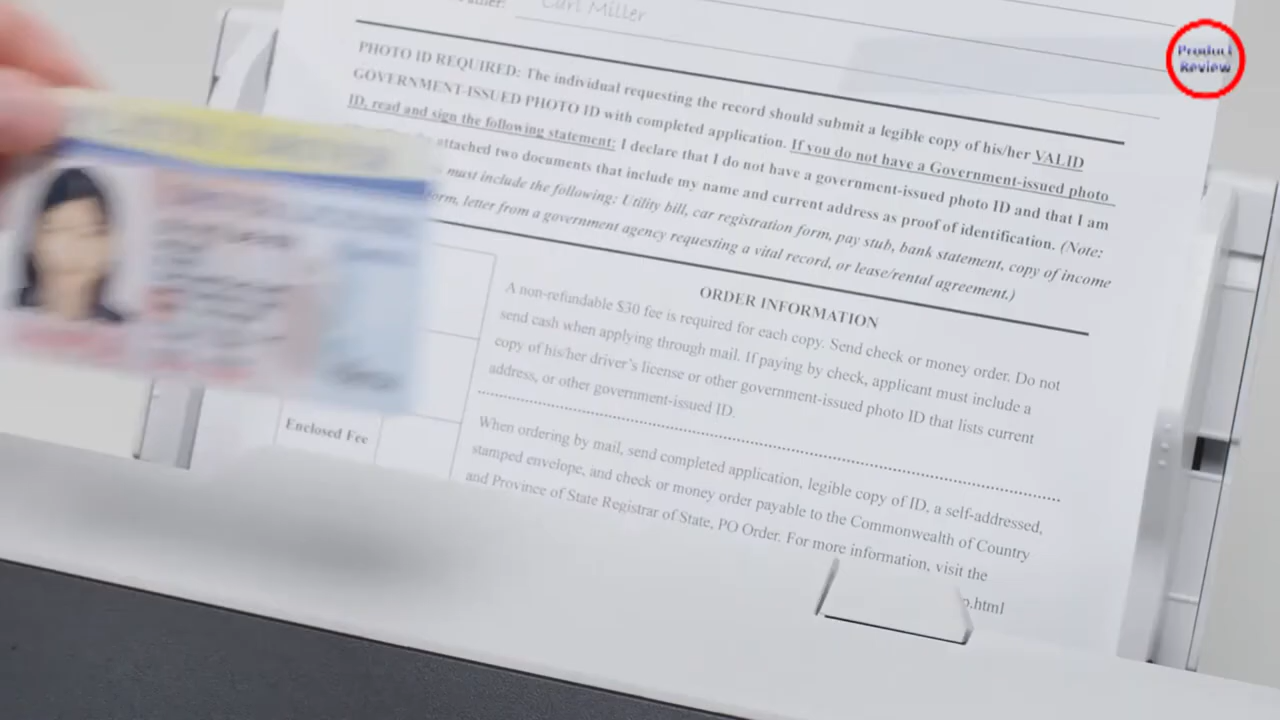 Carl Miller
Product
Review
PHOTO ID REQUIRED: The individual requesting the record should submit a legible copy of his/her VALID
GOVERNMENT-ISSUED PHOTO ID with completed application. If you do not have a Government-issued photo
ID, read and sign the following statement: I declare that I do not have a government-issued photo ID and that I am
attached two documents that include my name and current address as proof of identification. (Note:
must include the following: Utility bill, car registration form, pay stub, bank statement, copy of income
form, letter from a government agency requesting a vital record, or lease/rental agreement.)
ORDER INFORMATION
A non-refundable $30 fee is required for each copy. Send check or money order. Do not
send cash when applying through mail. If paying by check, applicant must include a
copy of his/her driver's license or other government-issued photo ID that lists current
address, or other government-issued ID.
Enclosed Fee
When ordering by mail, send completed application, legible copy of ID, a self-addressed,
stamped envelope, and check or money order payable to the Commonwealth of Country
and Province of State Registrar of State, PO Order. For more information, visit the
.html